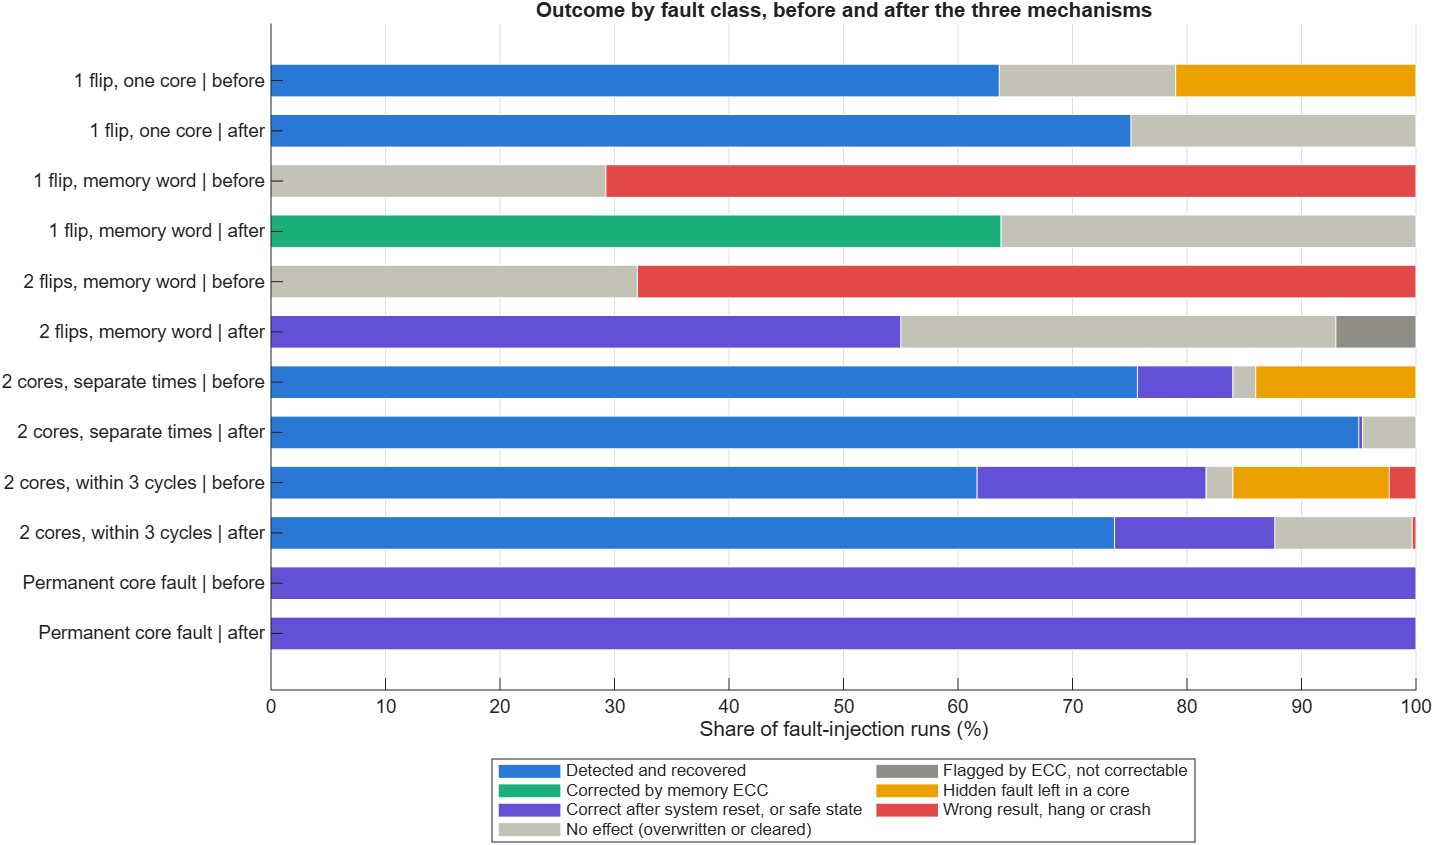 Outcome by fault class, before and after the three mechanisms
1 flip, one core | before
1 flip, one core | after
1 flip, memory word | before
1 flip, memory word | after
2 flips, memory word | before
2 flips, memory word | after
2 cores, separate times | before
2 cores, separate times | after
2 cores, within 3 cycles | before
2 cores, within 3 cycles | after
Permanent core fault | before
Permanent core fault | after
0 10 20 30 40 50 60 70 80 90 100
Share of fault-injection runs (%)
Detected and recovered
Corrected by memory ECC
Correct after system reset, or safe state
No effect (overwritten or cleared)
Flagged by ECC, not correctable
Hidden fault left in a core
Wrong result, hang or crash